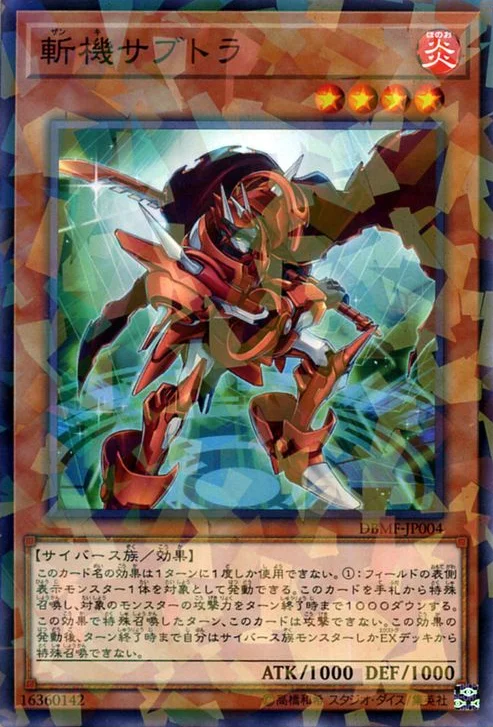 斬機サブトラ
炎
DBMF-JP004
【サイバース族／効果】
このカード名の効果は1ターンに1度しか使用できない。①：フィールドの表側
表示モンスター1体を対象として発動できる。このカードを手札から特殊
召喚し、対象のモンスターの攻撃力をターン終了時まで1000ダウンする。
この効果で特殊召喚したターン、このカードは攻撃できない。この効果の
発動後、ターン終了時まで自分はサイバース族モンスターしかEXデッキから
特殊召喚できない。
ATK/1000 DEF/1000
16360142 ©高橋和希 スタジオ・ダイス/集英社